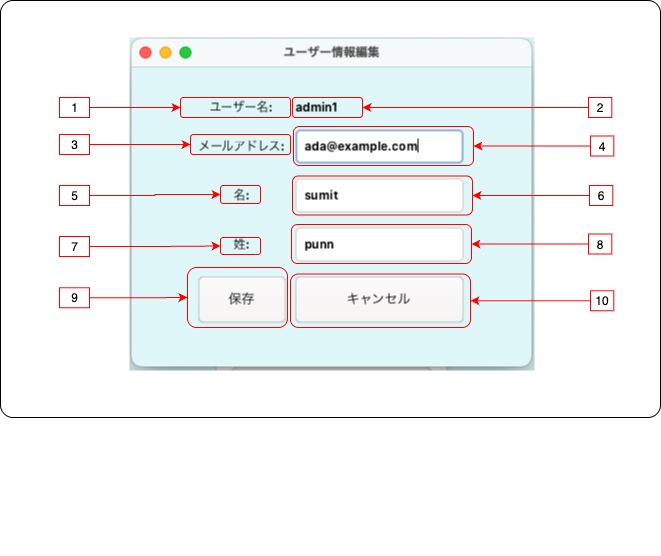 ユーザー情報編集
1 ユーザー名: admin1 2
3 メールアドレス: ada@example.com 4
5 名: sumit 6
7 姓: punn 8
9 保存 キャンセル 10